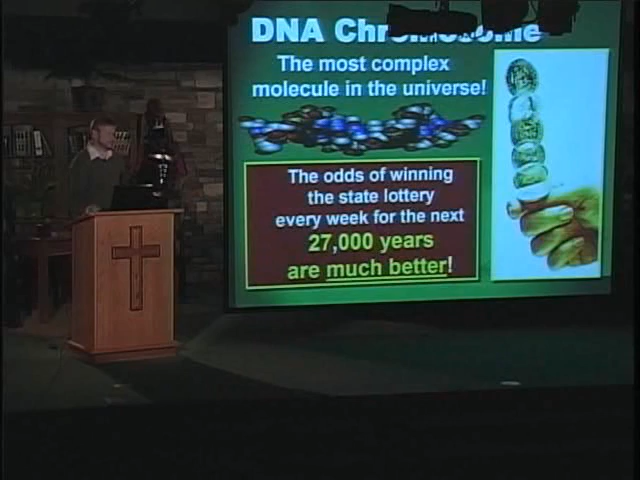 DNA Chromosome
The most complex
molecule in the universe!
The odds of winning
the state lottery
every week for the next
27,000 years
are much better!